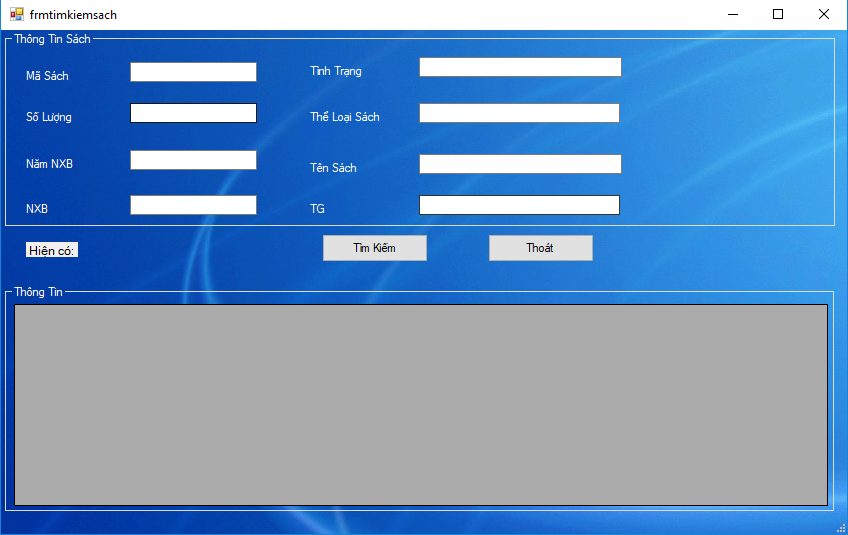 frmtimkiemsach
Thông Tin Sách
Mã Sách
Tình Trạng
Số Lượng
Thể Loại Sách
Năm NXB
Tên Sách
NXB
TG
Hiện có:
Tìm Kiếm
Thoát
Thông Tin